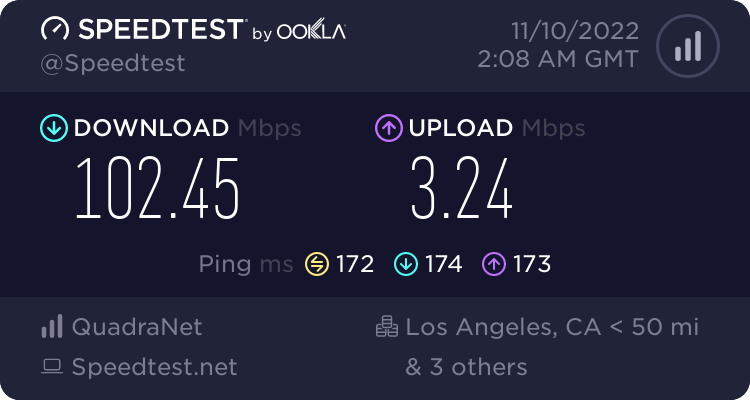 SPEEDTEST by OOKLA
@Speedtest
11/10/2022
2:08 AM GMT
DOWNLOAD Mbps
102.45
UPLOAD Mbps
3.24
Ping ms 172 174 173
QuadraNet
Speedtest.net
Los Angeles, CA < 50 mi
& 3 others